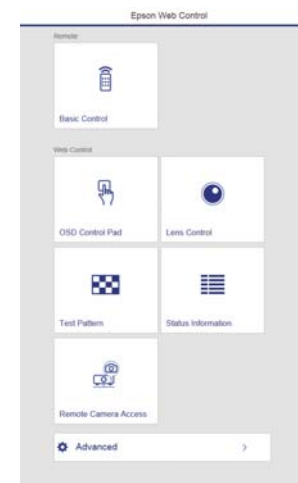 Epson Web Control
Remote
Basic Control
Web Control
OSD Control Pad
Lens Control
Test Pattern
Status Information
Remote Camera Access
Advanced